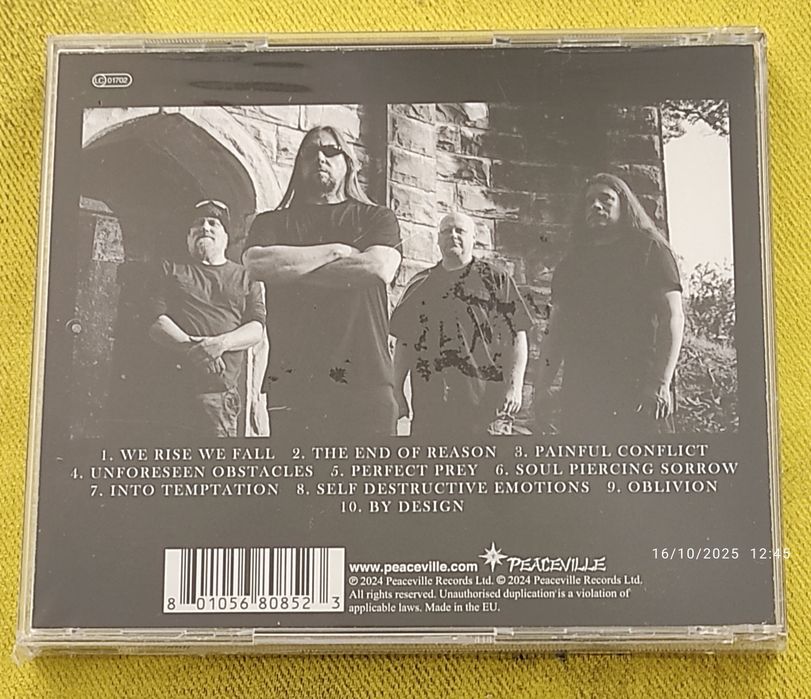 LC 01702
1. WE RISE WE FALL 2. THE END OF REASON 3. PAINFUL CONFLICT
4. UNFORESEEN OBSTACLES 5. PERFECT PREY 6. SOUL PIERCING SORROW
7. INTO TEMPTATION 8. SELF DESTRUCTIVE EMOTIONS 9. OBLIVION
10. BY DESIGN
16/10/2025 12:45
www.peaceville.com PEACEVILLE
℗ 2024 Peaceville Records Ltd. © 2024 Peaceville Records Ltd.
All rights reserved. Unauthorised duplication is a violation of
applicable laws. Made in the EU.
8 01056 80852 3